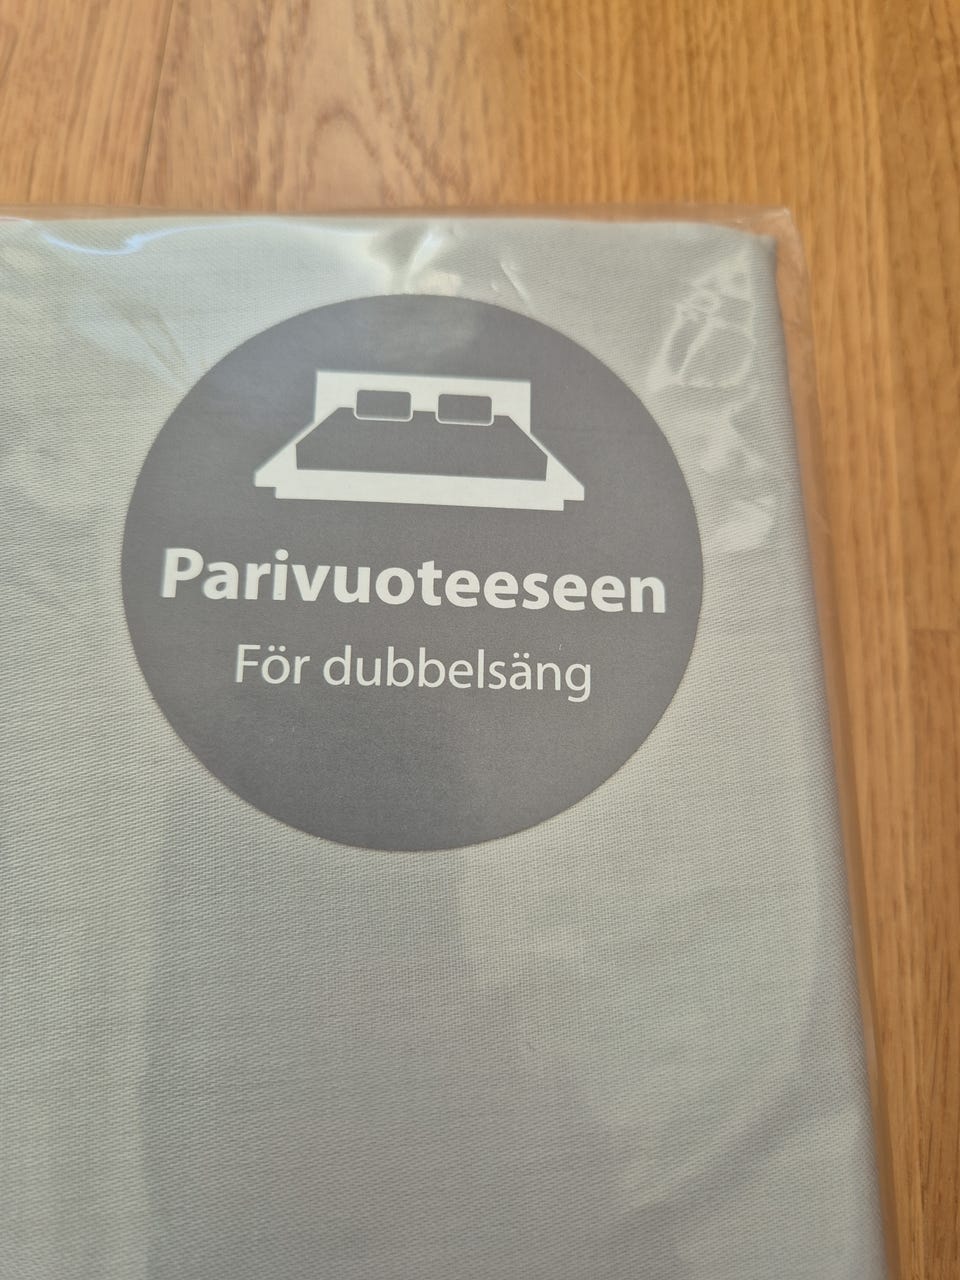 Parivuoteeseen
För dubbelsäng